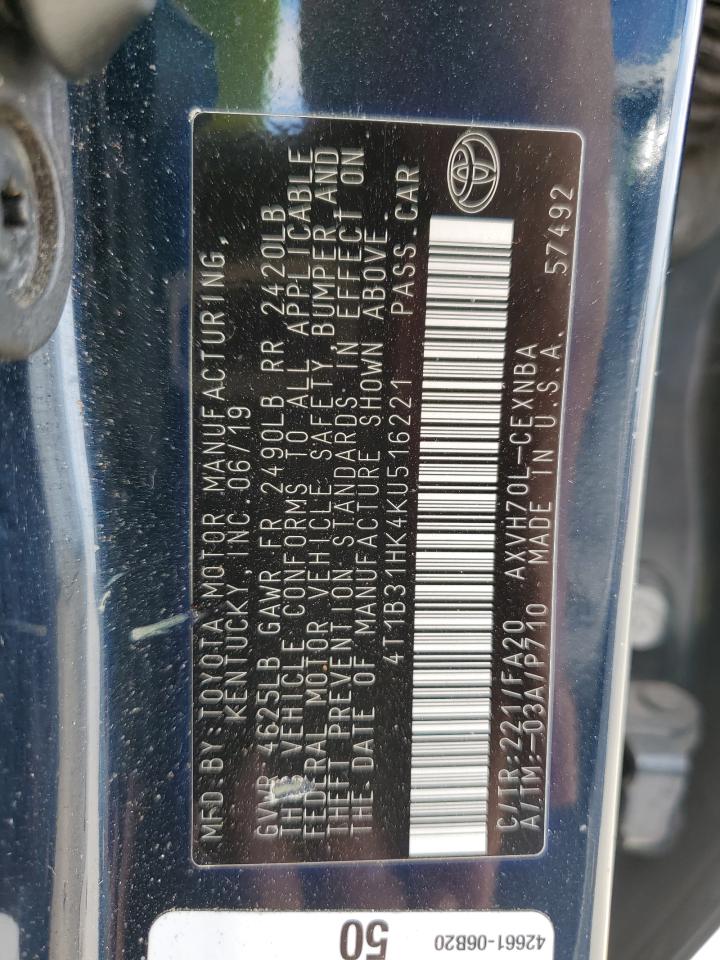 MFD BY:TOYOTA MOTOR MANUFACTURING,
KENTUCKY, INC.06/19
GVWR 4625LB GAWR FR 2490LB RR 2420LB
THIS VEHICLE CONFORMS TO ALL APPLICABLE
FEDERAL MOTOR VEHICLE SAFETY, BUMPER AND
THEFT PREVENTION STANDARDS IN EFFECT ON
THE DATE OF MANUFACTURE SHOWN ABOVE.
4T1B31HK4KU516221 PASS.CAR
C/TR:221/FA20 AXVH70L-CEXNBA
A/TM:-03A/P710 MADE IN U.S.A. 57492
50
42661-06B20